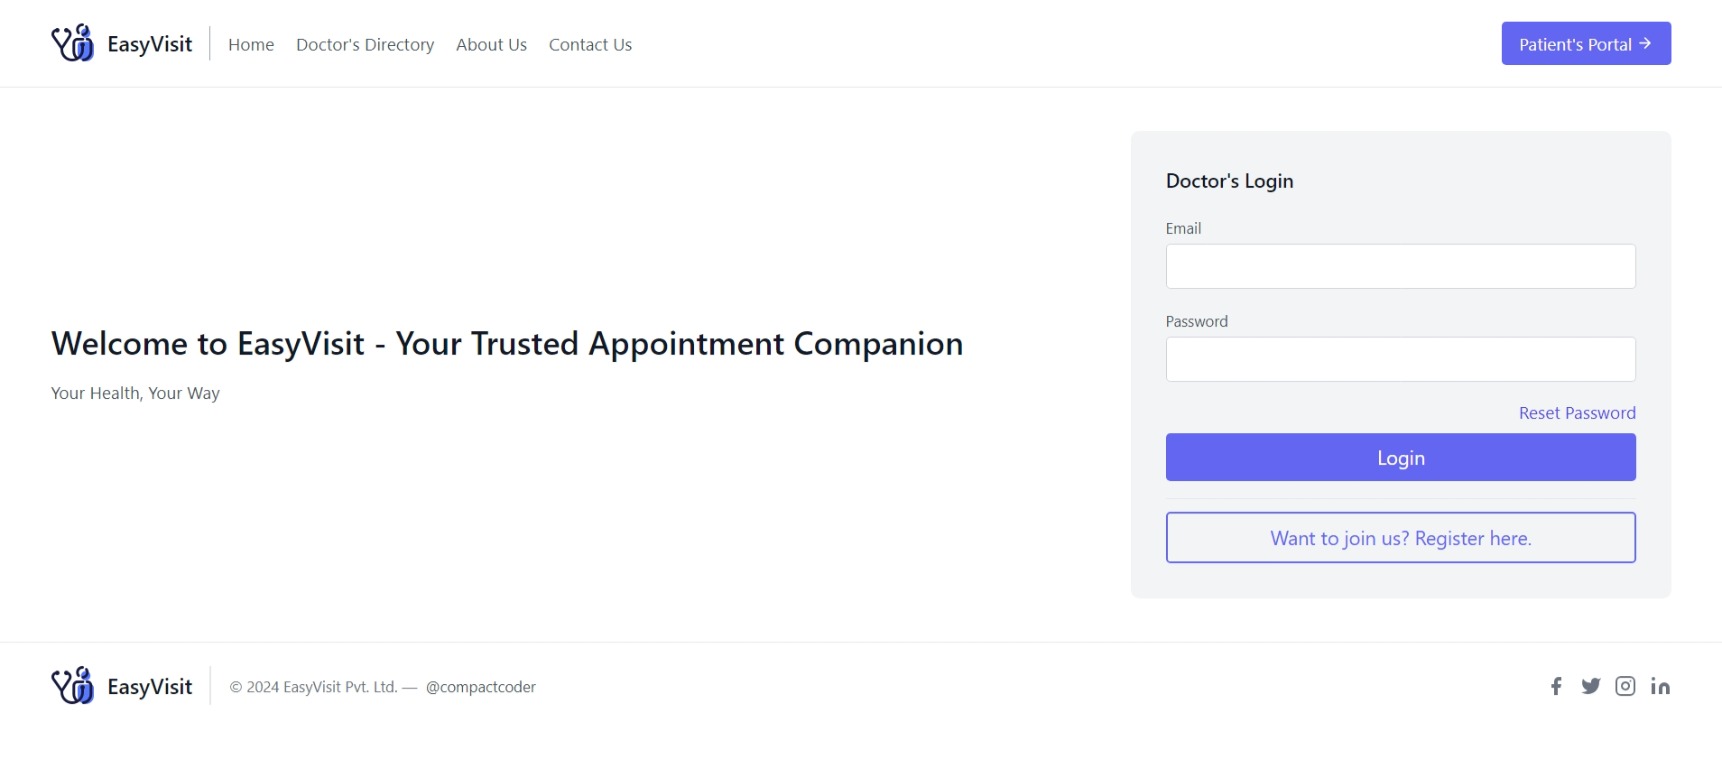 EasyVisit
Home
Doctor's Directory
About Us
Contact Us
Patient's Portal →
Welcome to EasyVisit - Your Trusted Appointment Companion
Your Health, Your Way
Doctor's Login
Email
Password
Reset Password
Login
Want to join us? Register here.
EasyVisit
© 2024 EasyVisit Pvt. Ltd. — @compactcoder